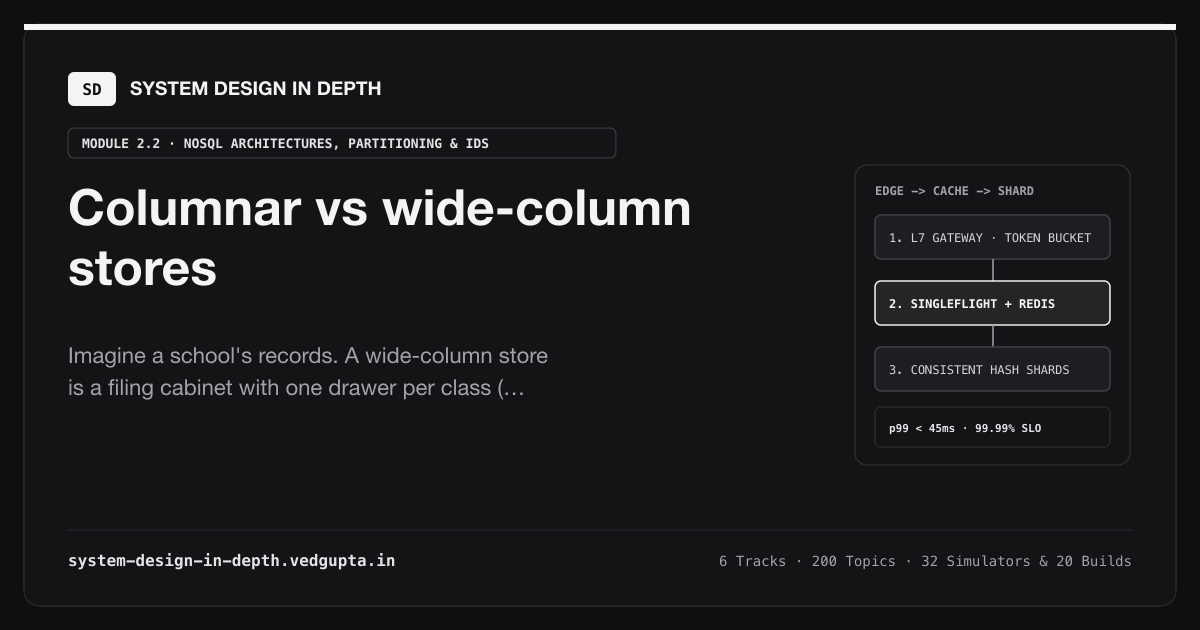 SD SYSTEM DESIGN IN DEPTH
MODULE 2.2 · NOSQL ARCHITECTURES, PARTITIONING & IDS
Columnar vs wide-column
stores
Imagine a school's records. A wide-column store
is a filing cabinet with one drawer per class (…
EDGE -> CACHE -> SHARD
1. L7 GATEWAY · TOKEN BUCKET
2. SINGLEFLIGHT + REDIS
3. CONSISTENT HASH SHARDS
p99 < 45ms · 99.99% SLO
system-design-in-depth.vedgupta.in
6 Tracks · 200 Topics · 32 Simulators & 20 Builds